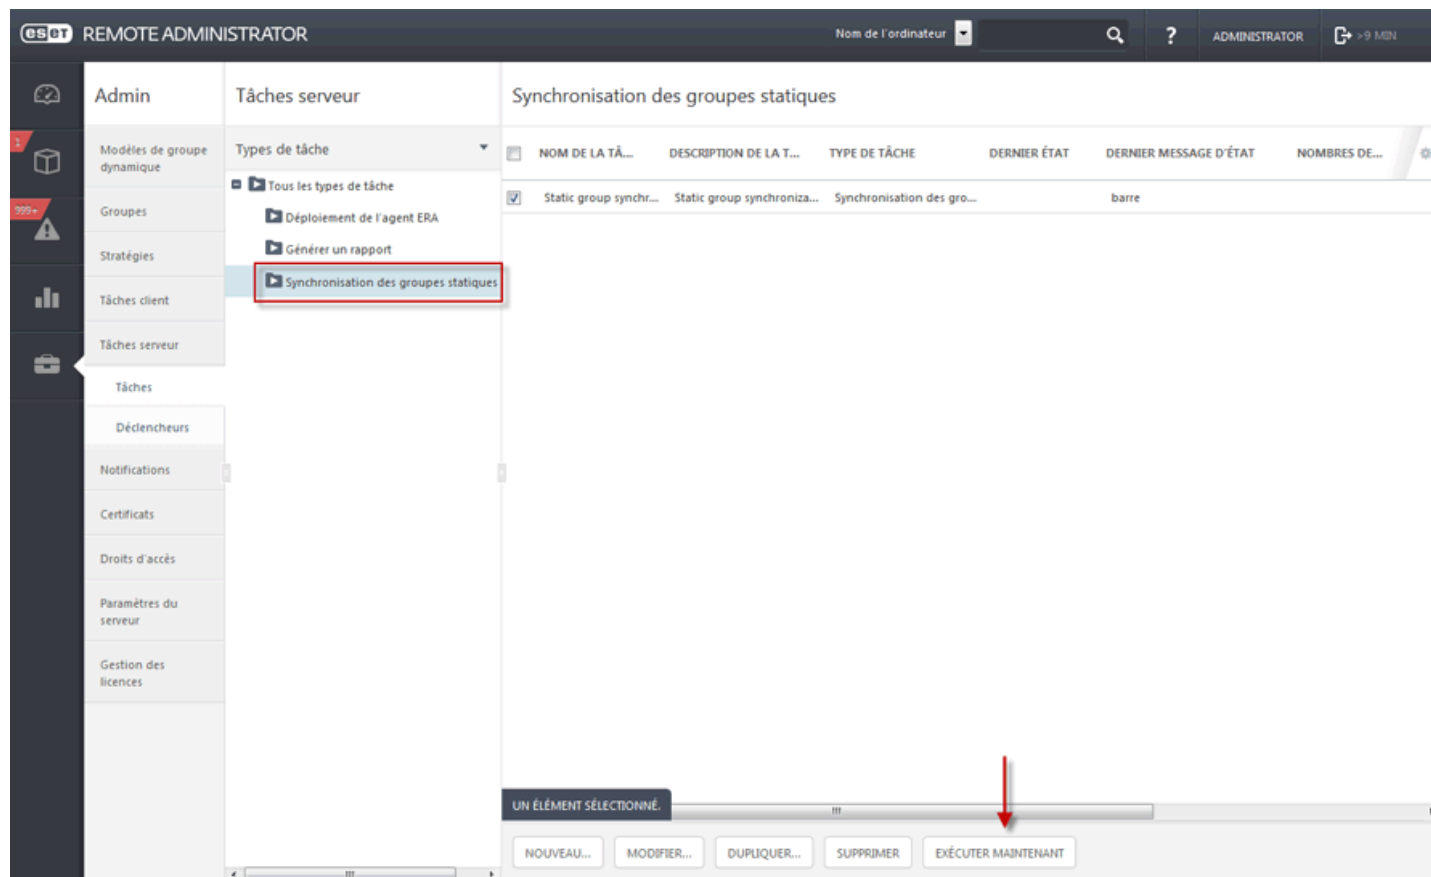 eset REMOTE ADMINISTRATOR
Nom de l'ordinateur
?
ADMINISTRATOR
>9 MIN
Admin
Tâches serveur
Synchronisation des groupes statiques
1
999+
Modèles de groupe
dynamique
Groupes
Stratégies
Tâches client
Tâches serveur
Tâches
Déclencheurs
Notifications
Certificats
Droits d'accès
Paramètres du
serveur
Gestion des
licences
Types de tâche
Tous les types de tâche
Déploiement de l'agent ERA
Générer un rapport
Synchronisation des groupes statiques
NOM DE LA TÂ... DESCRIPTION DE LA T... TYPE DE TÂCHE DERNIER ÉTAT DERNIER MESSAGE D'ÉTAT NOMBRES DE...
Static group synchr... Static group synchroniza... Synchronisation des gro... barre
UN ÉLÉMENT SÉLECTIONNÉ.
NOUVEAU... MODIFIER... DUPLIQUER... SUPPRIMER EXÉCUTER MAINTENANT